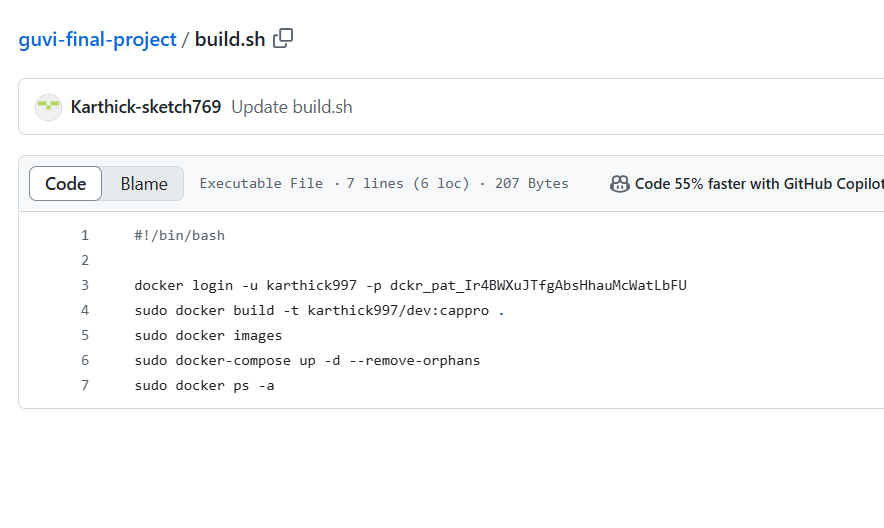 guvi-final-project / build.sh
Karthick-sketch769 Update build.sh
Code Blame Executable File · 7 lines (6 loc) · 207 Bytes Code 55% faster with GitHub Copilot
1 #!/bin/bash
2
3 docker login -u karthick997 -p dckr_pat_Ir4BWXuJTfgAbsHhauMcWatLbFU
4 sudo docker build -t karthick997/dev:cappro .
5 sudo docker images
6 sudo docker-compose up -d --remove-orphans
7 sudo docker ps -a